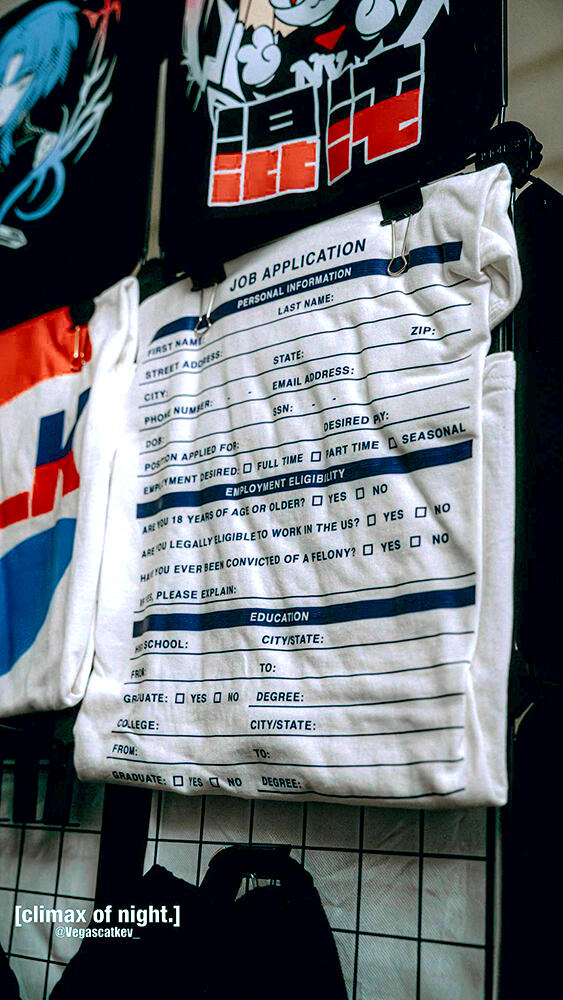 NV
JOB APPLICATION
PERSONAL INFORMATION
FIRST NAME: LAST NAME:
STREET ADDRESS:
CITY: STATE: ZIP:
PHONE NUMBER: - - EMAIL ADDRESS:
DOB: SSN: - -
POSITION APPLIED FOR: DESIRED PAY:
EMPLOYMENT DESIRED: ☐ FULL TIME ☐ PART TIME ☐ SEASONAL
EMPLOYMENT ELIGIBILITY
ARE YOU 18 YEARS OF AGE OR OLDER? ☐ YES ☐ NO
ARE YOU LEGALLY ELIGIBLE TO WORK IN THE US? ☐ YES ☐ NO
HAVE YOU EVER BEEN CONVICTED OF A FELONY? ☐ YES ☐ NO
IF YES, PLEASE EXPLAIN:
EDUCATION
SCHOOL: CITY/STATE:
FROM: TO:
GRADUATE: ☐ YES ☐ NO DEGREE:
COLLEGE: CITY/STATE:
FROM: TO:
GRADUATE: ☐ YES ☐ NO DEGREE:
[climax of night.]
@Vegascatkev_